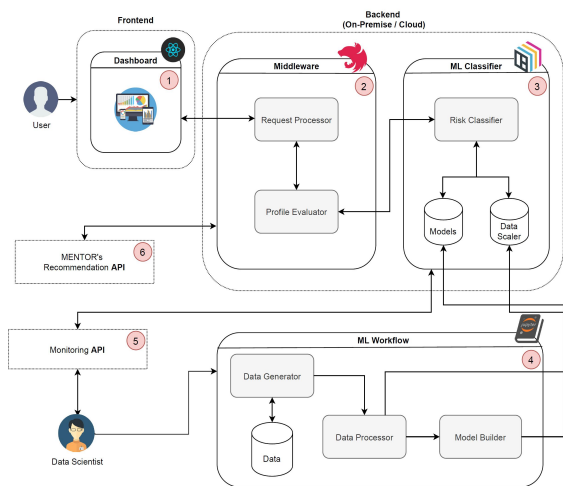 Frontend
Backend
(On-Premise / Cloud)
Dashboard
1
Middleware
2
ML Classifier
3
User
Request Processor
Risk Classifier
Profile Evaluator
Models
Data
Scaler
MENTOR's
Recommendation API
6
Monitoring API
5
ML Workflow
4
Data Generator
Data Processor
Model Builder
Data
Data Scientist